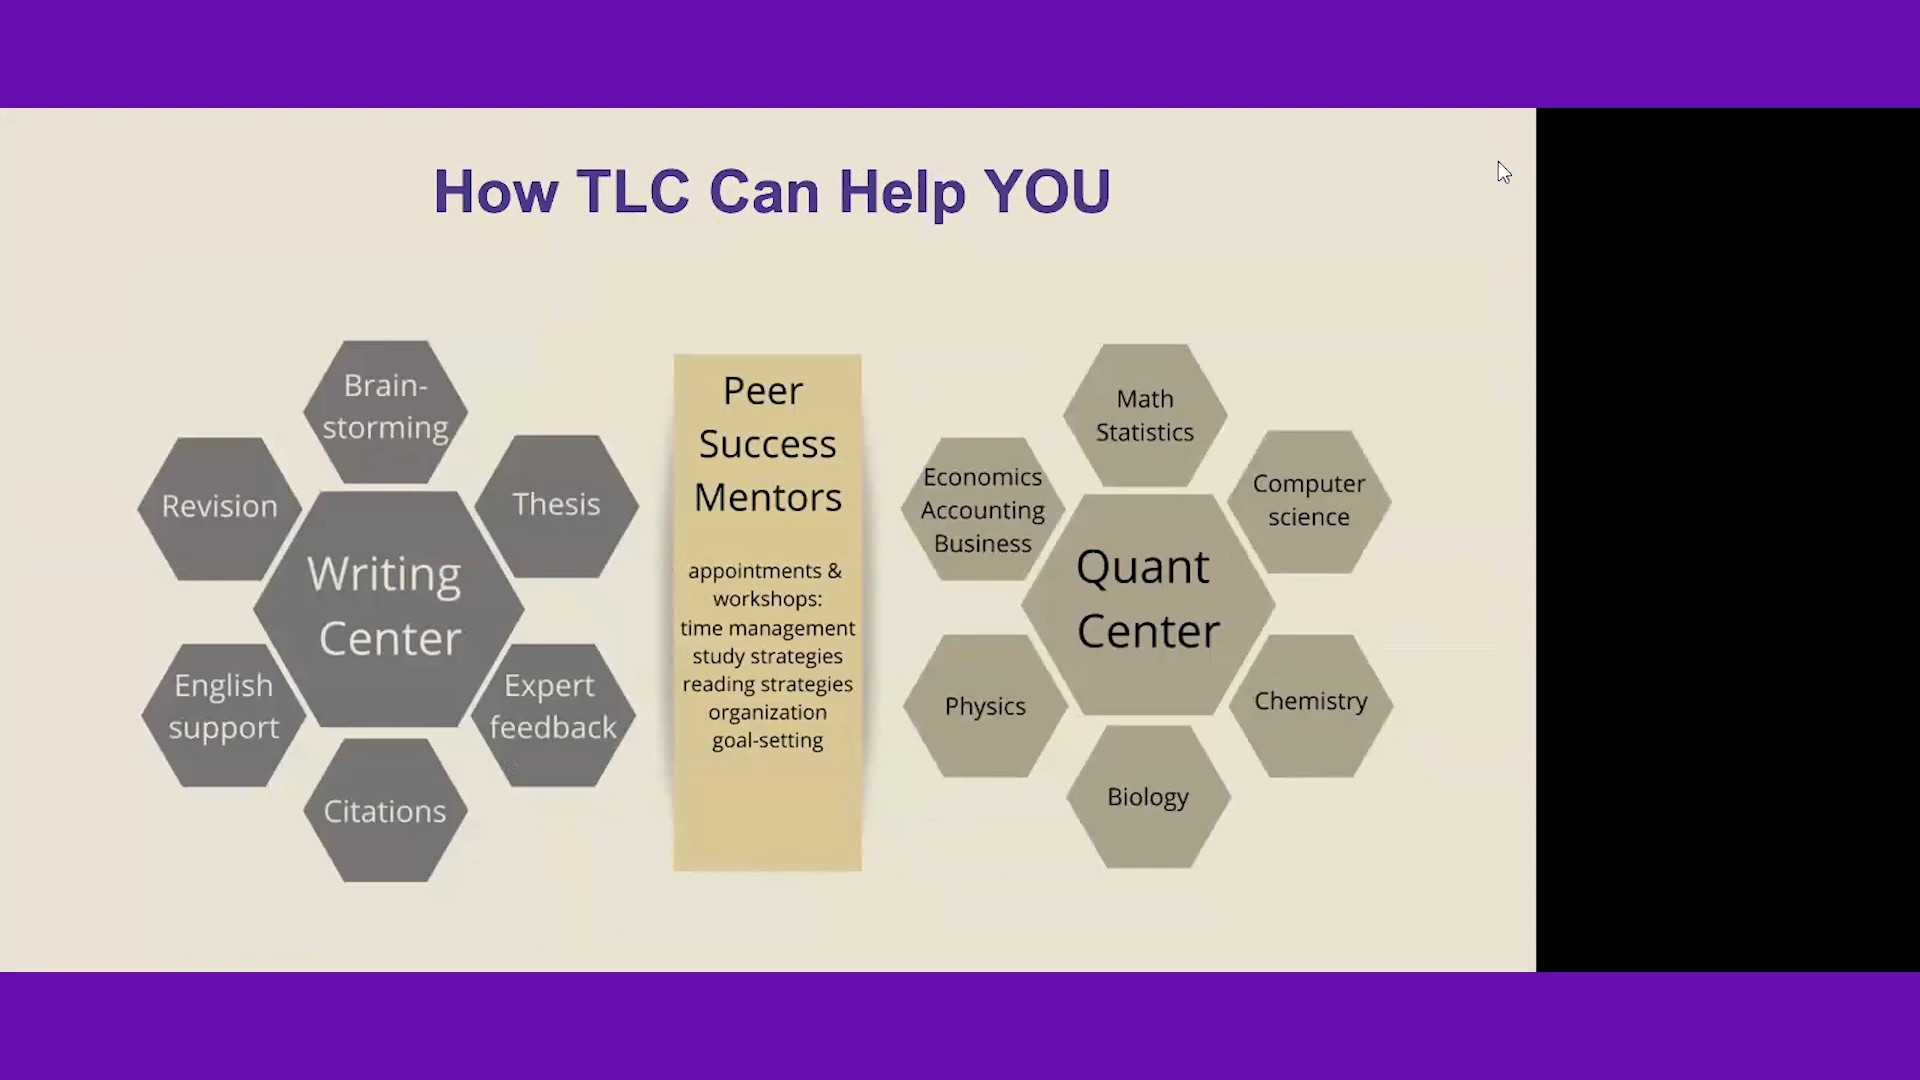 How TLC Can Help YOU
Brain-
storming
Revision
Thesis
Writing
Center
English
support
Expert
feedback
Citations
Peer
Success
Mentors
appointments &
workshops:
time management
study strategies
reading strategies
organization
goal-setting
Math
Statistics
Economics
Accounting
Business
Computer
science
Quant
Center
Physics
Chemistry
Biology